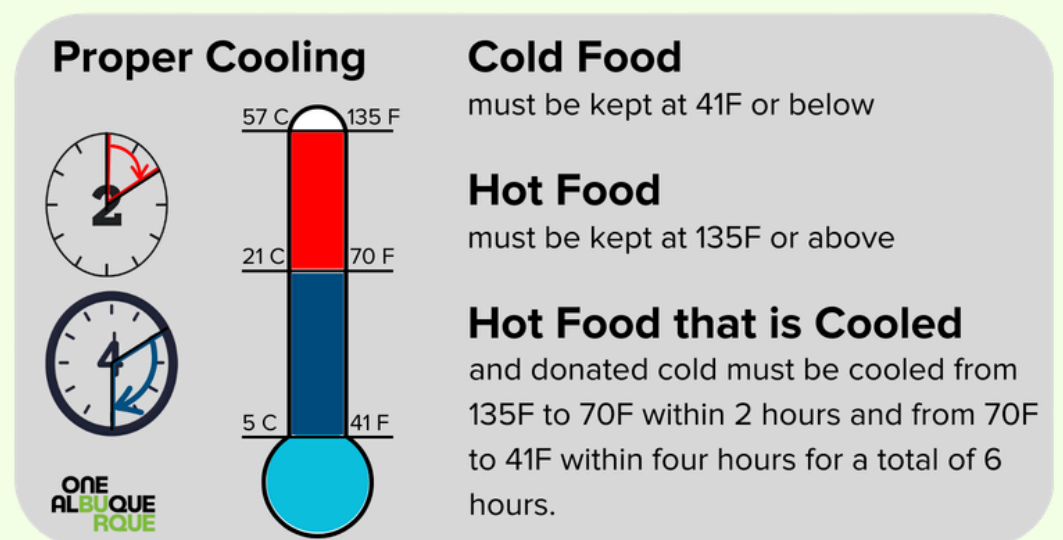 Proper Cooling
57 C
135 F
2
21 C
70 F
4
5 C
41 F
ONE
ALBUQUE
RQUE
Cold Food
must be kept at 41F or below
Hot Food
must be kept at 135F or above
Hot Food that is Cooled
and donated cold must be cooled from
135F to 70F within 2 hours and from 70F
to 41F within four hours for a total of 6
hours.